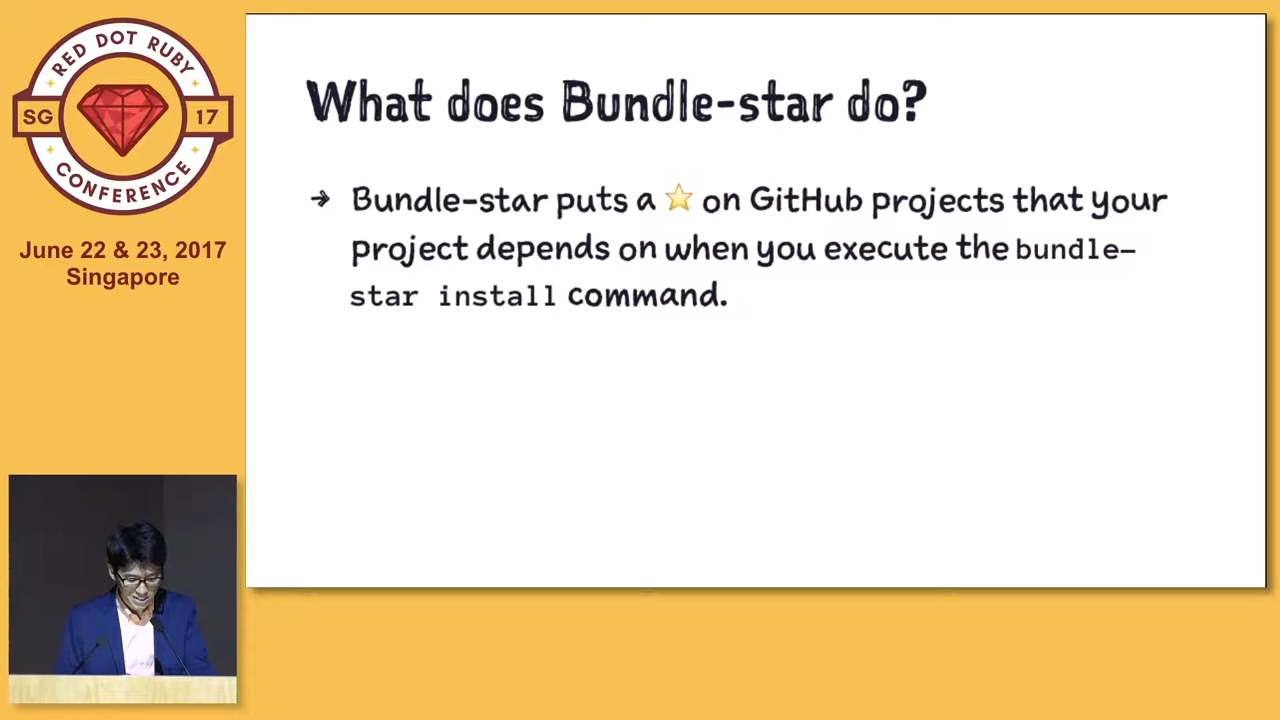 RED DOT RUBY
SG
17
CONFERENCE
June 22 & 23, 2017
Singapore
What does Bundle-star do?
→ Bundle-star puts a ⭐ on GitHub projects that your
project depends on when you execute the bundle-
star install command.